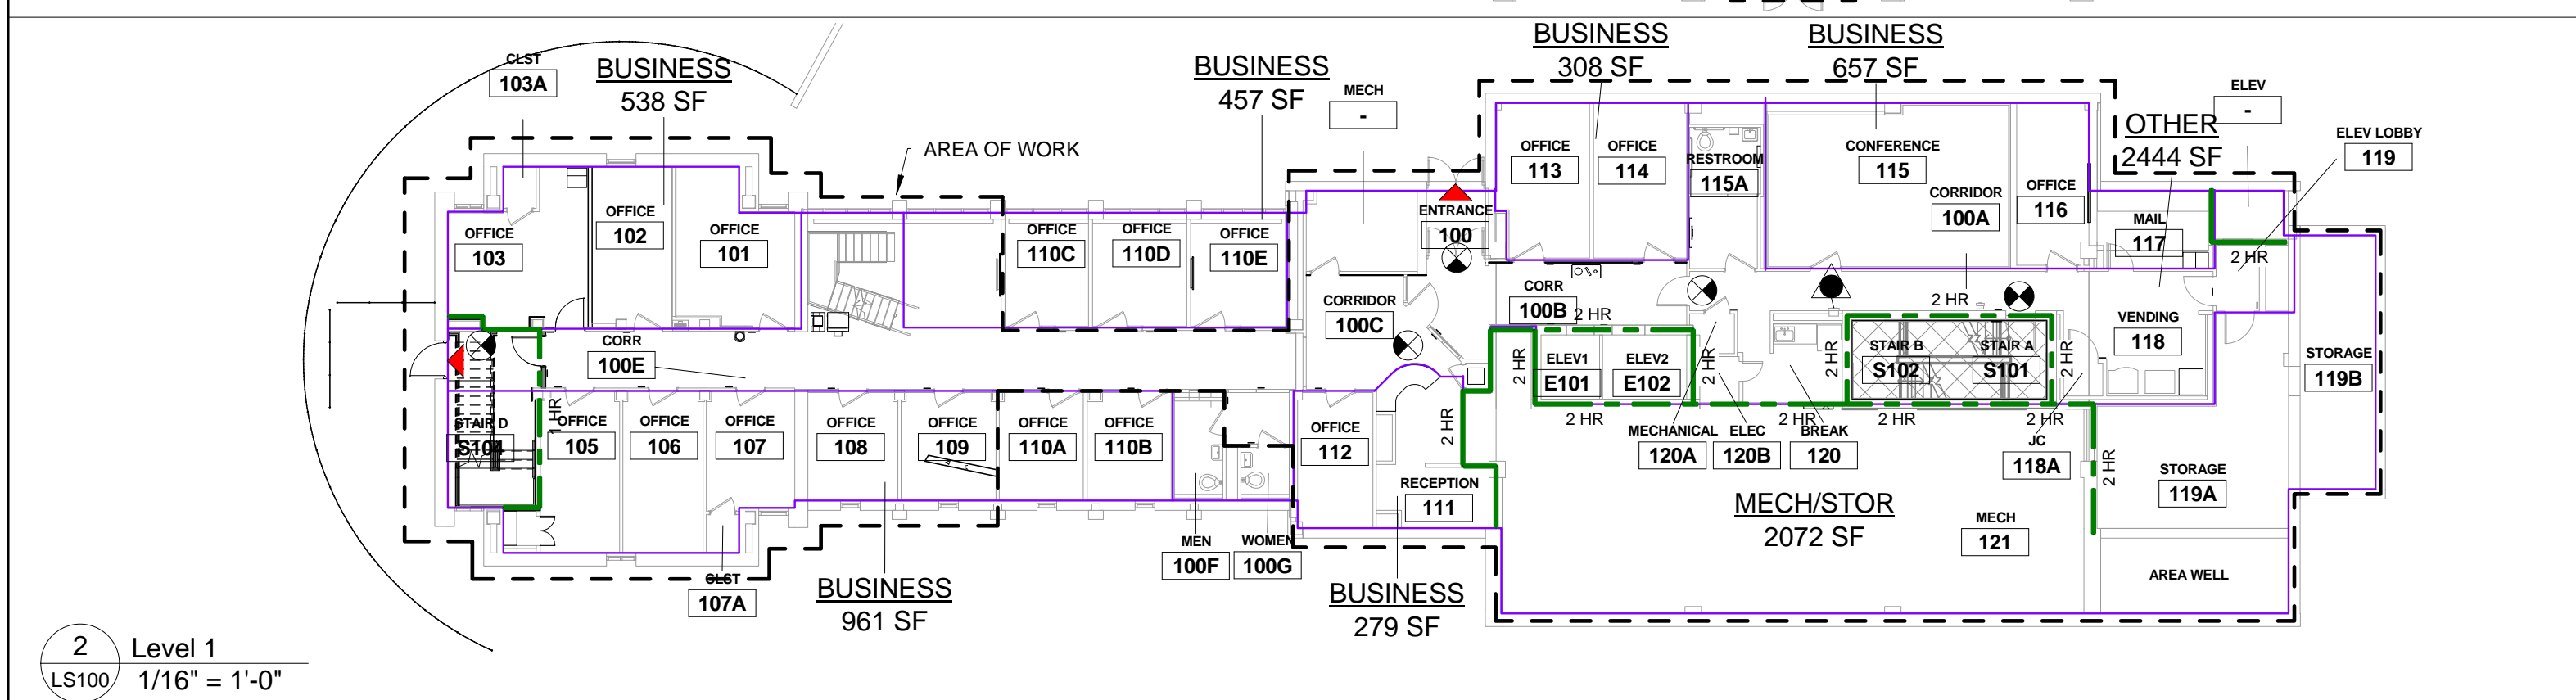 BUSINESS
308 SF
BUSINESS
657 SF
CLST
103A
BUSINESS
538 SF
BUSINESS
457 SF
MECH
-
ELEV
-
OTHER
2444 SF
ELEV LOBBY
119
AREA OF WORK
OFFICE
113
OFFICE
114
RESTROOM
115A
CONFERENCE
115
CORRIDOR
100A
OFFICE
116
MAIL
117
2 HR
OFFICE
103
OFFICE
102
OFFICE
101
OFFICE
110C
OFFICE
110D
OFFICE
110E
ENTRANCE
100
CORRIDOR
100C
CORR
100B
2 HR
2 HR
CORR
100E
ELEV1
E101
ELEV2
E102
2 HR
2 HR
2 HR
STAIR B
S102
STAIR A
S101
2 HR
VENDING
118
STORAGE
119B
STAIR D
S104
1 HR
OFFICE
105
OFFICE
106
OFFICE
107
OFFICE
108
OFFICE
109
OFFICE
110A
OFFICE
110B
OFFICE
112
2 HR
2 HR
2 HR
2 HR
2 HR
MECHANICAL
120A
ELEC
120B
BREAK
120
JC
118A
2 HR
STORAGE
119A
RECEPTION
111
MECH/STOR
2072 SF
MECH
121
AREA WELL
MEN
100F
WOMEN
100G
CLST
107A
BUSINESS
961 SF
BUSINESS
279 SF
2
LS100
Level 1
1/16" = 1'-0"